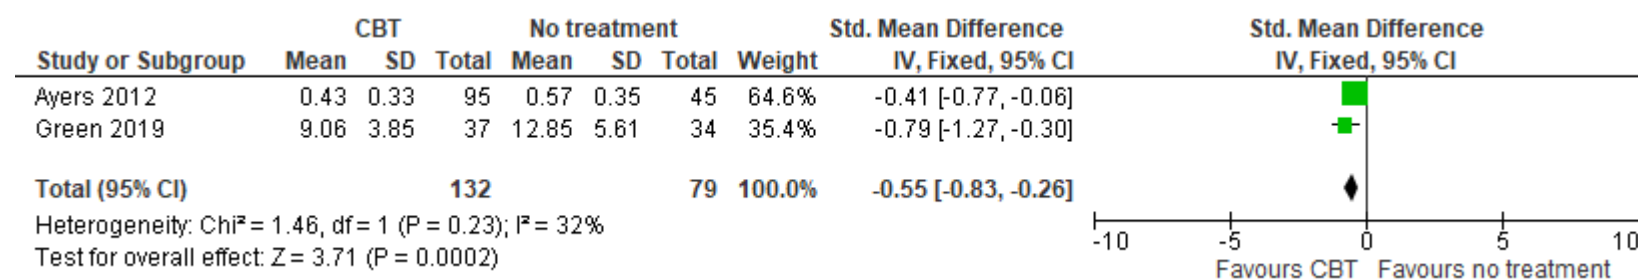 CBT No treatment Std. Mean Difference Std. Mean Difference
Study or Subgroup Mean SD Total Mean SD Total Weight IV, Fixed, 95% CI IV, Fixed, 95% CI
Ayers 2012 0.43 0.33 95 0.57 0.35 45 64.6% -0.41 [-0.77, -0.06]
Green 2019 9.06 3.85 37 12.85 5.61 34 35.4% -0.79 [-1.27, -0.30]
Total (95% CI) 132 79 100.0% -0.55 [-0.83, -0.26]
Heterogeneity: Chi² = 1.46, df = 1 (P = 0.23); I² = 32%
Test for overall effect: Z = 3.71 (P = 0.0002)
-10 -5 0 5 10
Favours CBT Favours no treatment